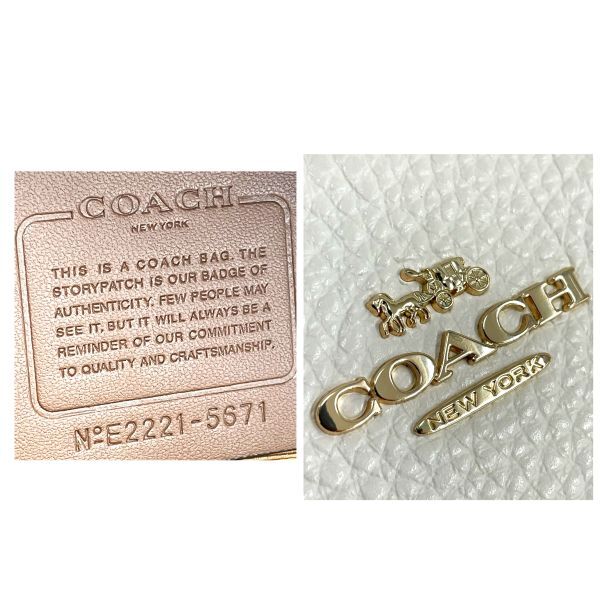 COACH
NEW YORK
THIS IS A COACH BAG. THE
STORYPATCH IS OUR BADGE OF
AUTHENTICITY. FEW PEOPLE MAY
SEE IT, BUT IT WILL ALWAYS BE A
REMINDER OF OUR COMMITMENT
TO QUALITY AND CRAFTSMANSHIP.
NºE2221-5671
COACH
NEW YORK